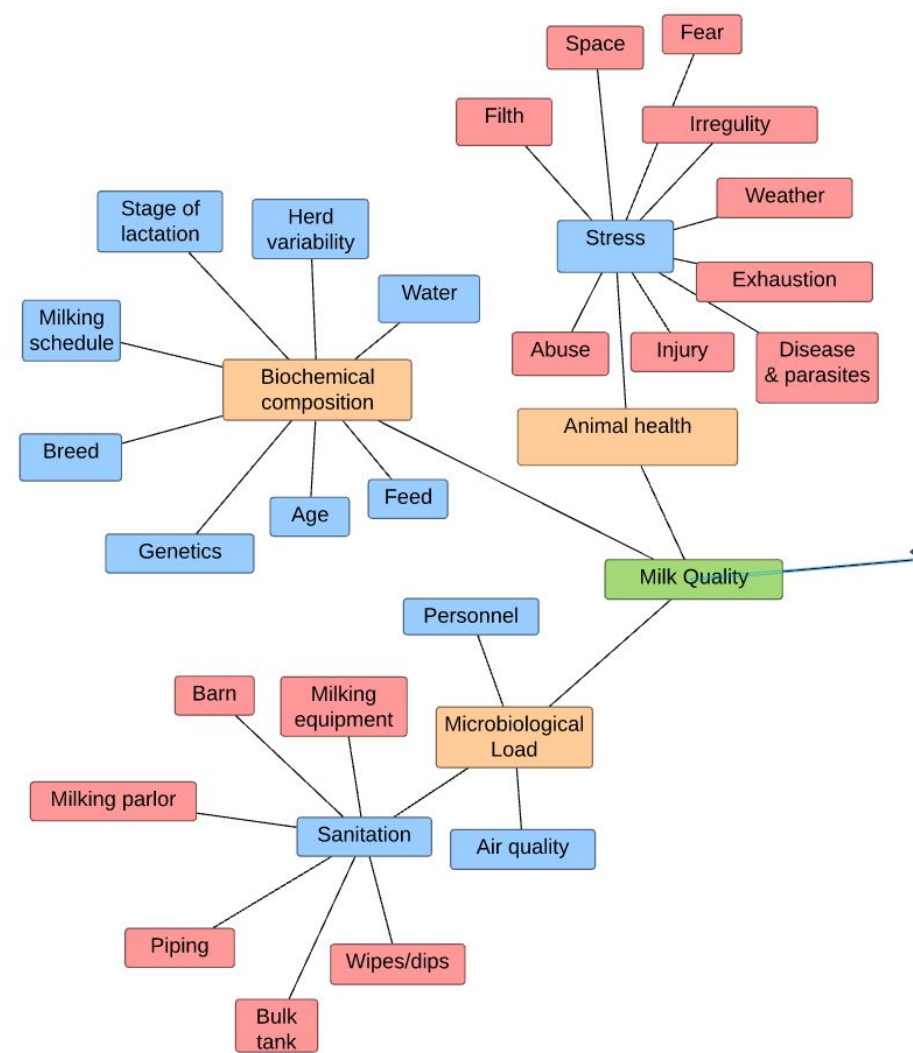 Space
Fear
Filth
Irregulity
Weather
Stress
Exhaustion
Abuse
Injury
Disease
& parasites
Animal health
Stage of
lactation
Herd
variability
Water
Milking
schedule
Biochemical
composition
Breed
Feed
Age
Genetics
Milk Quality
Personnel
Microbiological
Load
Air quality
Barn
Milking
equipment
Milking parlor
Sanitation
Piping
Wipes/dips
Bulk
tank